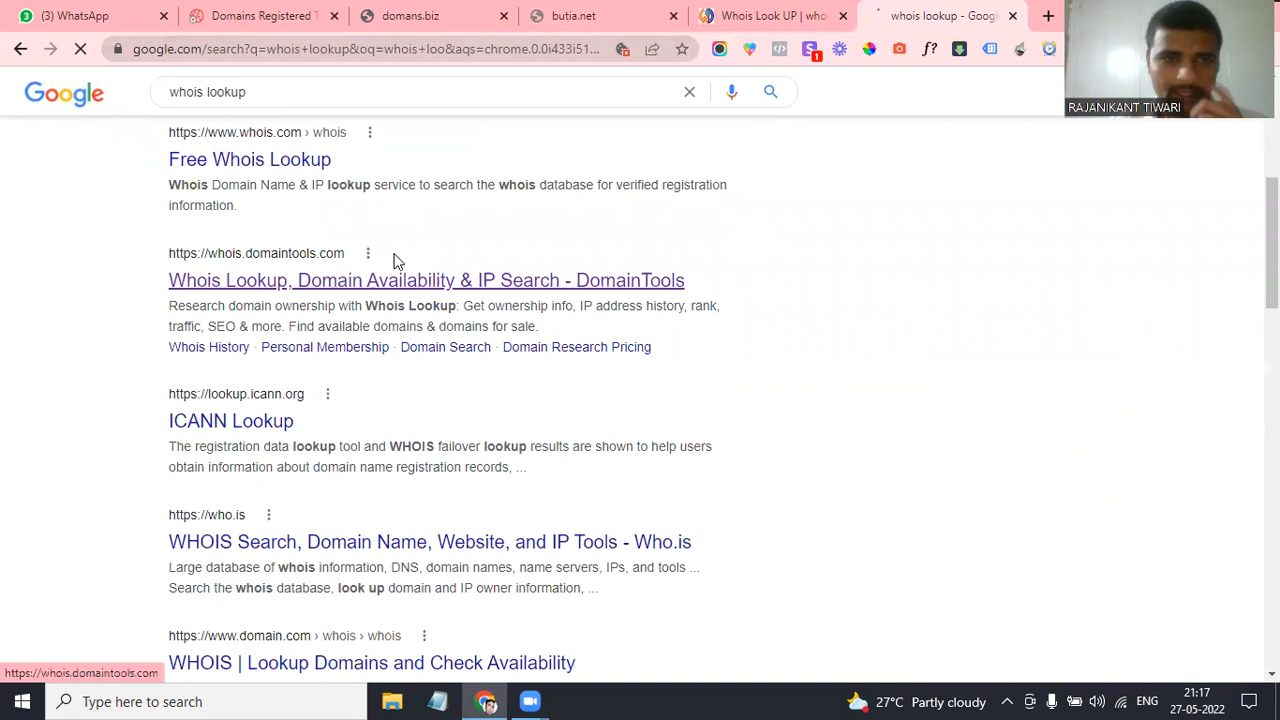 (3) WhatsApp
Domains Registered T
domans.biz
butia.net
Whois Look UP | who
whois lookup - Goog
google.com/search?q=whois+lookup&oq=whois+loo&aqs=chrome.0.0i433i51...
1
f?
Google
whois lookup
RAJANIKANT TIWARI
https://www.whois.com › whois
Free Whois Lookup
Whois Domain Name & IP lookup service to search the whois database for verified registration
information.
https://whois.domaintools.com
Whois Lookup, Domain Availability & IP Search - DomainTools
Research domain ownership with Whois Lookup: Get ownership info, IP address history, rank,
traffic, SEO & more. Find available domains & domains for sale.
Whois History · Personal Membership · Domain Search · Domain Research Pricing
https://lookup.icann.org
ICANN Lookup
The registration data lookup tool and WHOIS failover lookup results are shown to help users
obtain information about domain name registration records, ...
https://who.is
WHOIS Search, Domain Name, Website, and IP Tools - Who.is
Large database of whois information, DNS, domain names, name servers, IPs, and tools ...
Search the whois database, look up domain and IP owner information, ...
https://www.domain.com › whois › whois
WHOIS | Lookup Domains and Check Availability
https://whois.domaintools.com
Type here to search
27°C Partly cloudy
ENG
21:17
27-05-2022